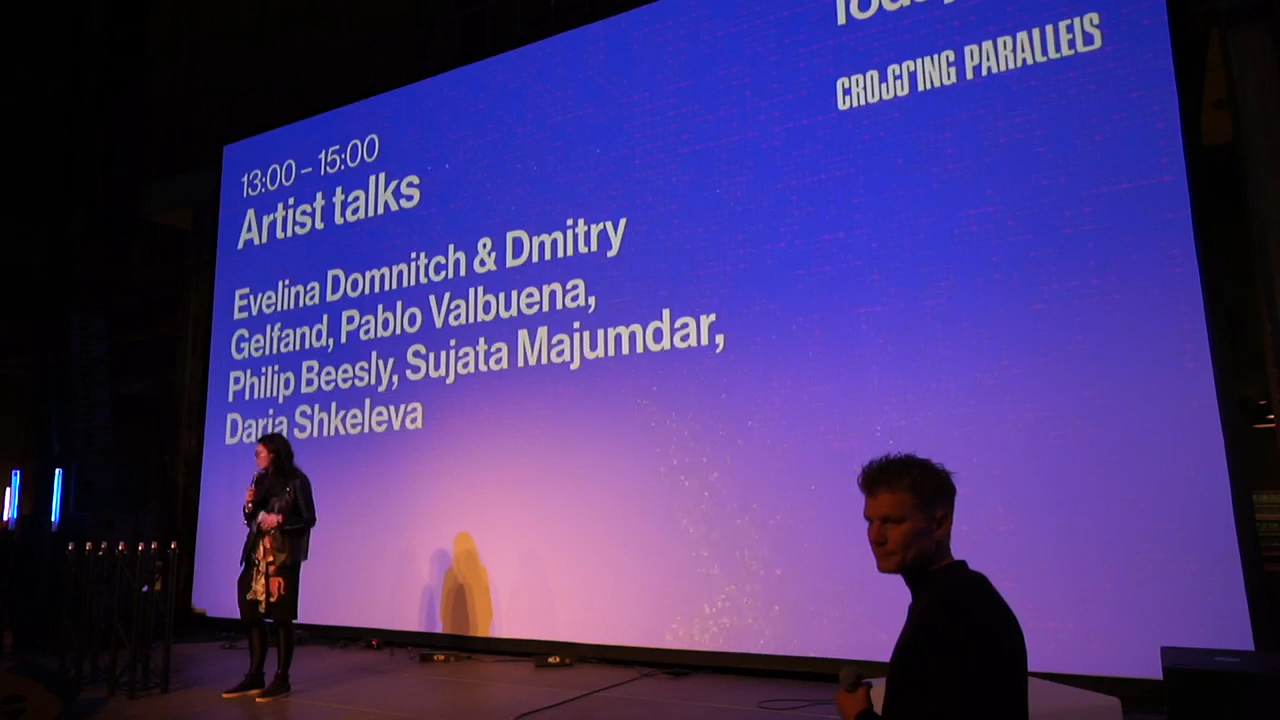 CROSSING PARALLELS
13:00 – 15:00
Artist talks
Evelina Domnitch & Dmitry
Gelfand, Pablo Valbuena,
Philip Beesly, Sujata Majumdar,
Daria Shkeleva